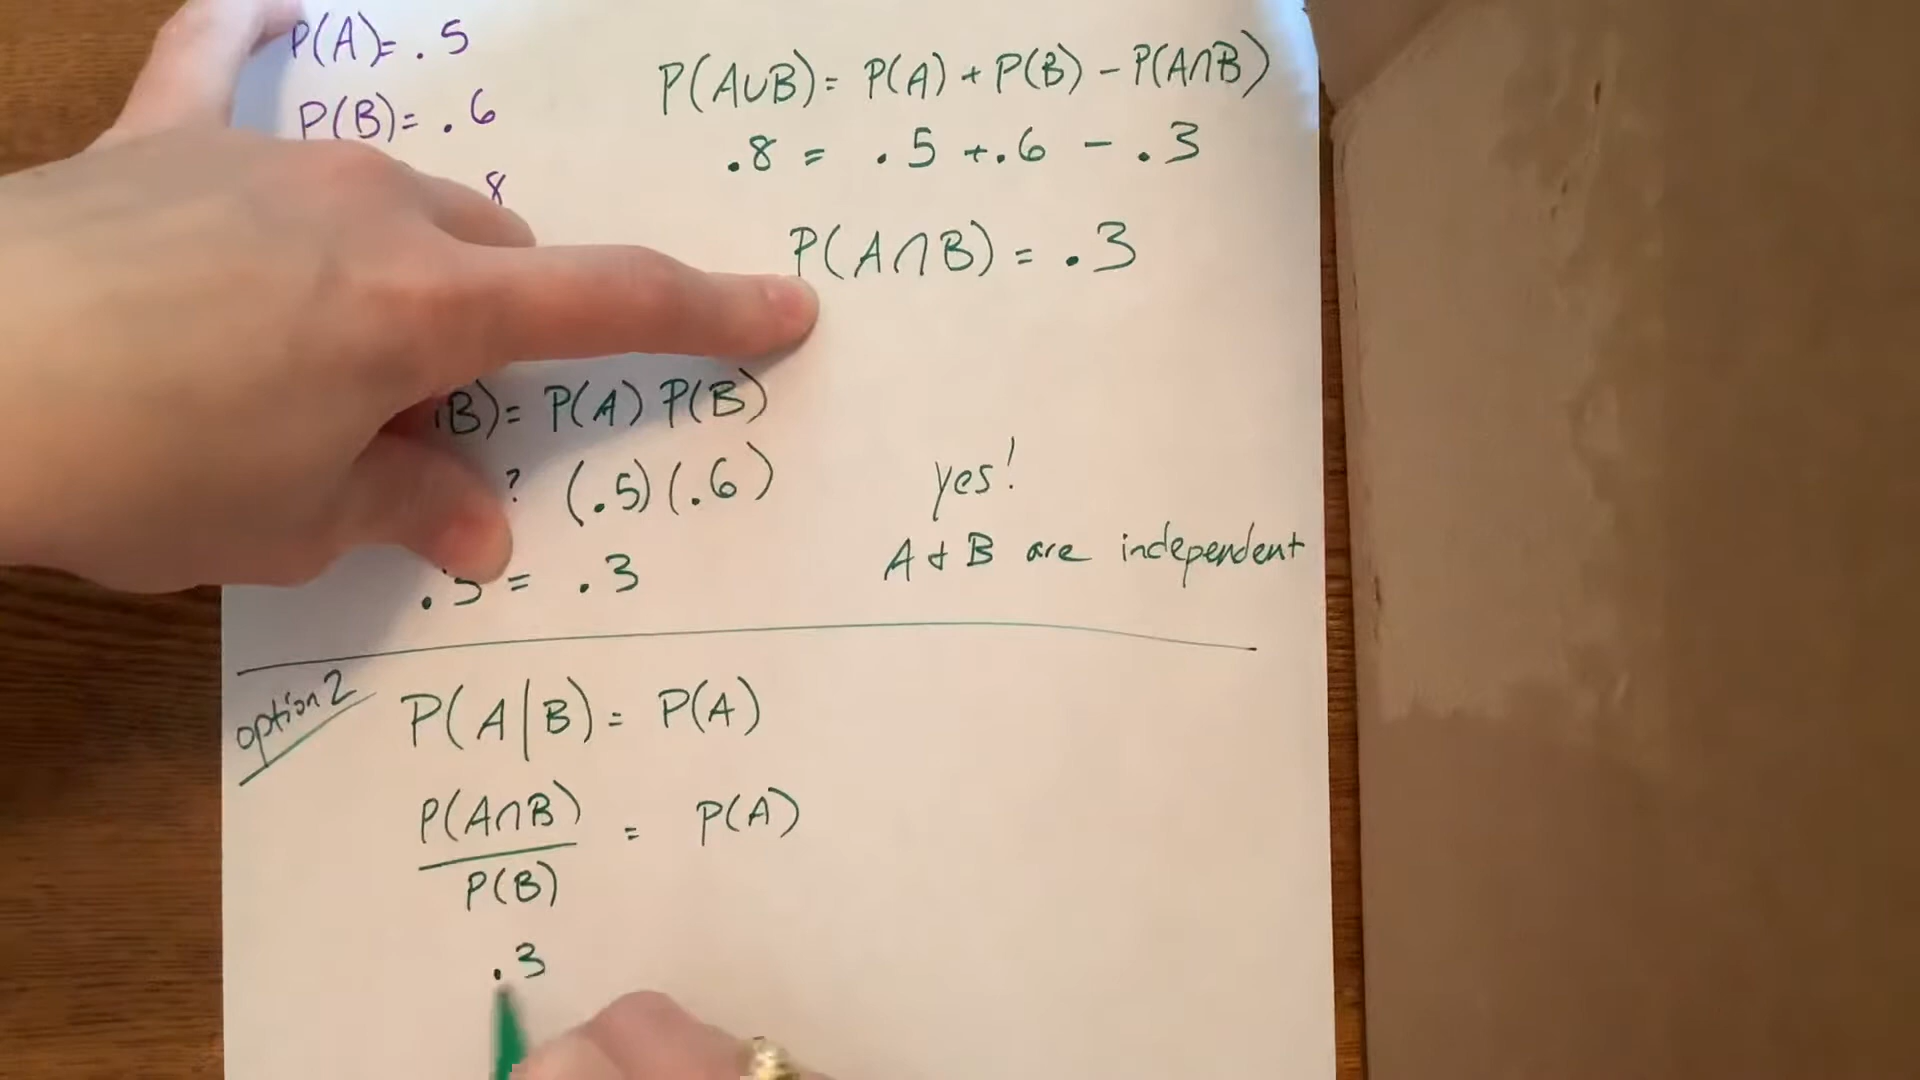 P(A)= .5
P(B)= .6
8
P(A∪B)= P(A) + P(B) - P(A∩B)
.8 = .5 +.6 - .3
P(A∩B) = .3
B)= P(A) P(B)
? (.5)(.6)
= .3
yes!
A & B are independent
option 2
P(A|B) = P(A)
P(A∩B)
P(B)
= P(A)
.3